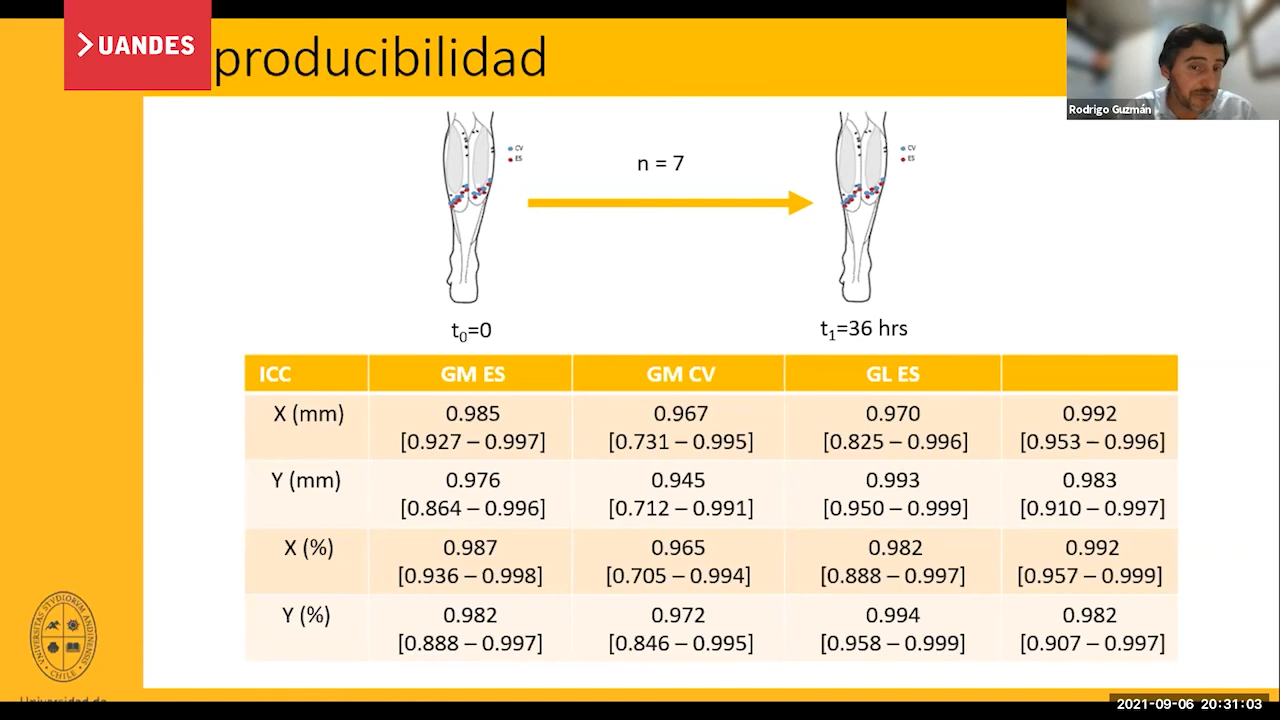 UANDES
producibilidad
Rodrigo Guzmán
CV
ES
n = 7
CV
ES
t0=0
t1=36 hrs
ICC GM ES GM CV GL ES
X (mm) 0.985 0.967 0.970 0.992
[0.927 – 0.997] [0.731 – 0.995] [0.825 – 0.996] [0.953 – 0.996]
Y (mm) 0.976 0.945 0.993 0.983
[0.864 – 0.996] [0.712 – 0.991] [0.950 – 0.999] [0.910 – 0.997]
X (%) 0.987 0.965 0.982 0.992
[0.936 – 0.998] [0.705 – 0.994] [0.888 – 0.997] [0.957 – 0.999]
Y (%) 0.982 0.972 0.994 0.982
[0.888 – 0.997] [0.846 – 0.995] [0.958 – 0.999] [0.907 – 0.997]
UNIVERSITAS STUDIORUM ANDINENSIS
CHILE
Universidad de
2021-09-06 20:31:03